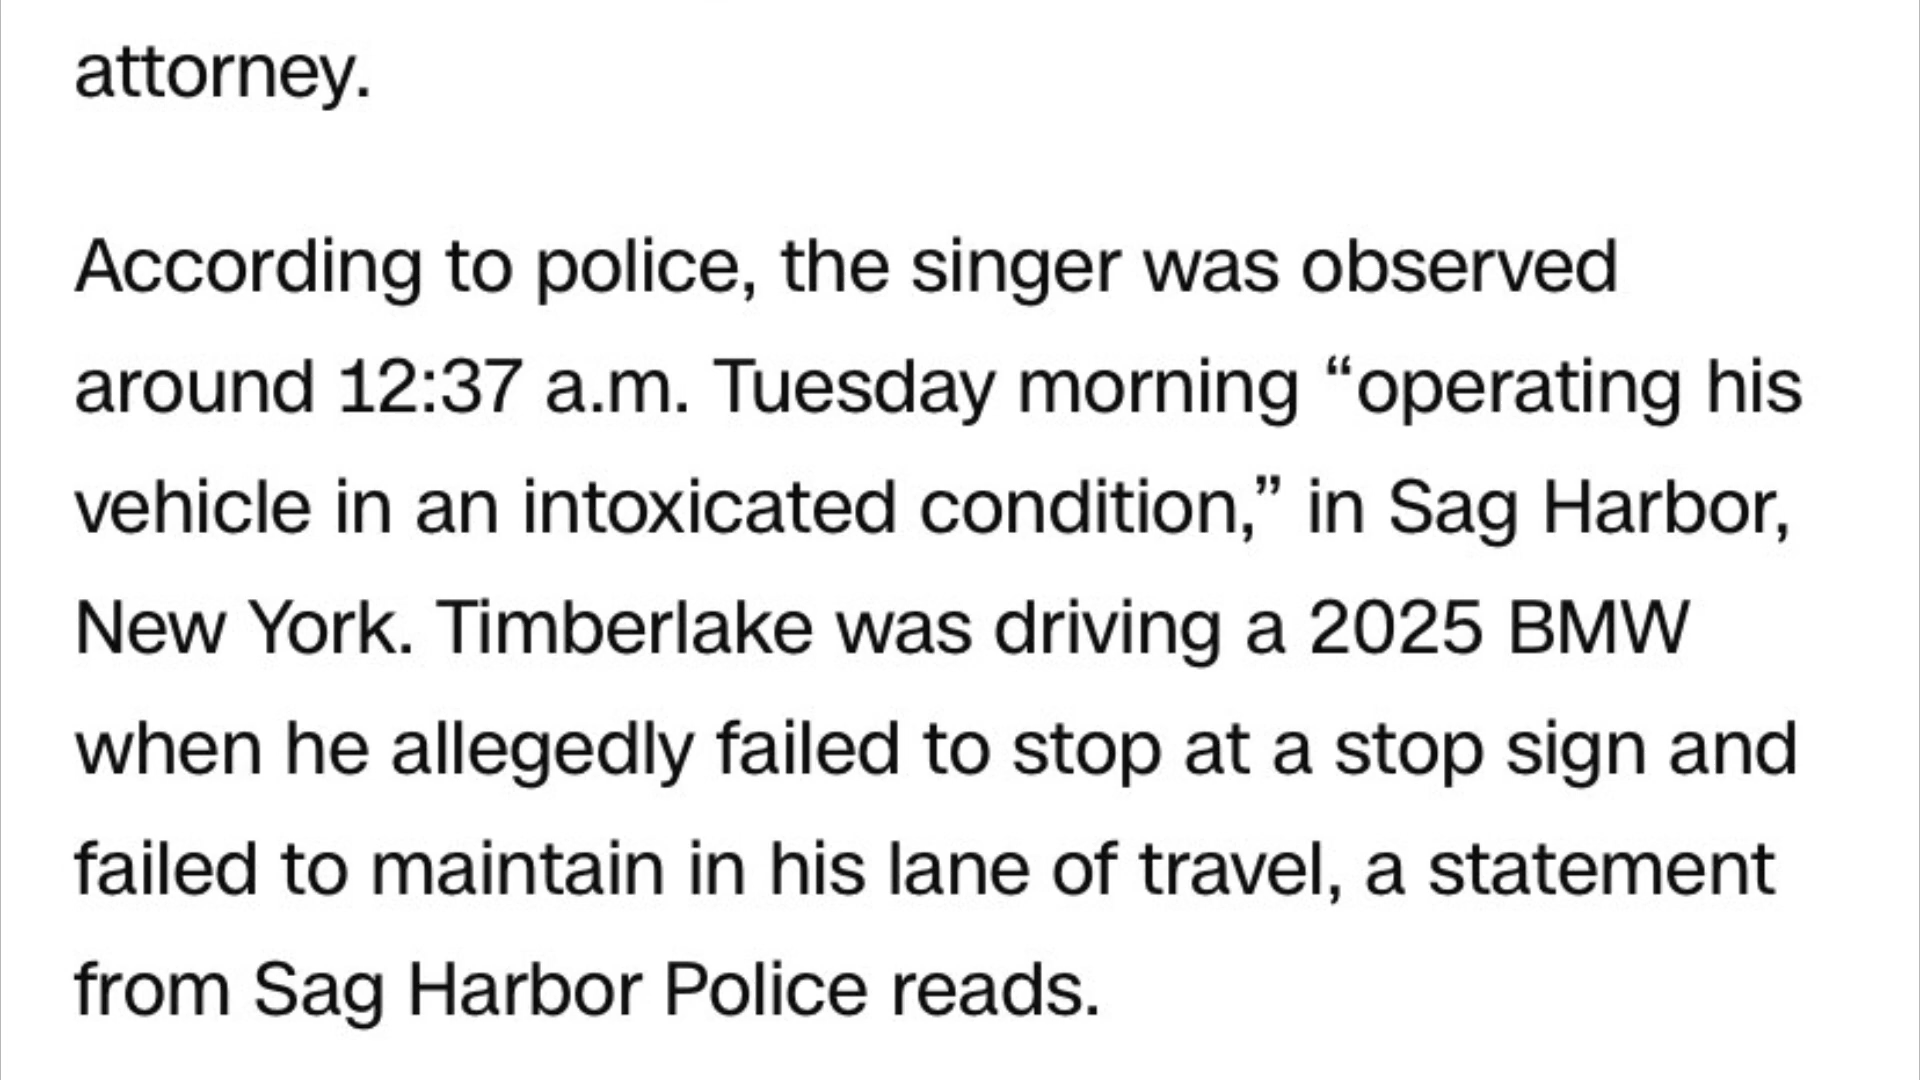 attorney.
According to police, the singer was observed
around 12:37 a.m. Tuesday morning “operating his
vehicle in an intoxicated condition,” in Sag Harbor,
New York. Timberlake was driving a 2025 BMW
when he allegedly failed to stop at a stop sign and
failed to maintain in his lane of travel, a statement
from Sag Harbor Police reads.